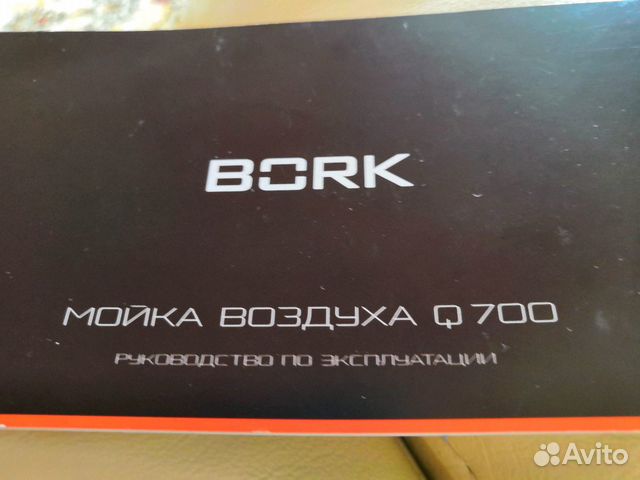 BORK
МОЙКА ВОЗДУХА Q700
РУКОВОДСТВО ПО ЭКСПЛУАТАЦИИ
Avito